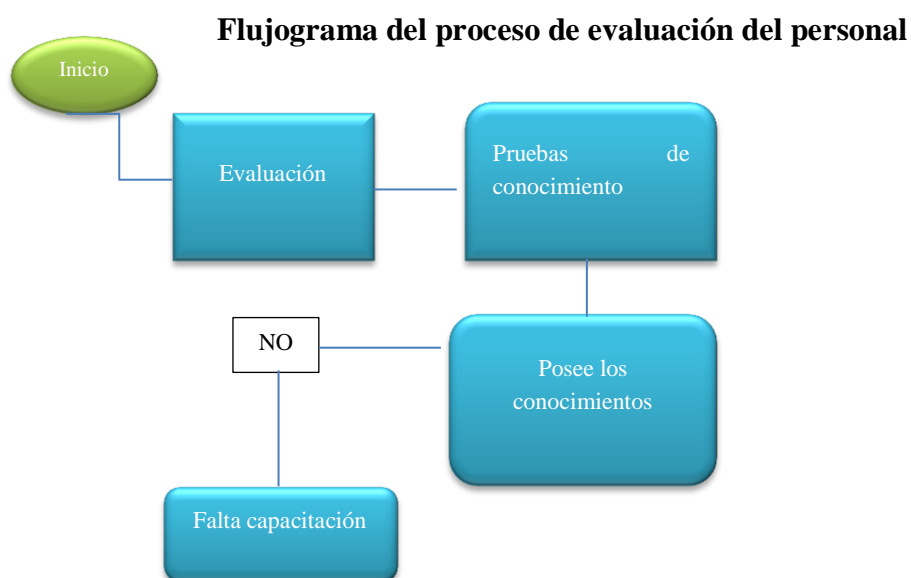 Flujograma del proceso de evaluación del personal
Inicio
Evaluación
Pruebas de
conocimiento
Posee los
conocimientos
NO
Falta capacitación